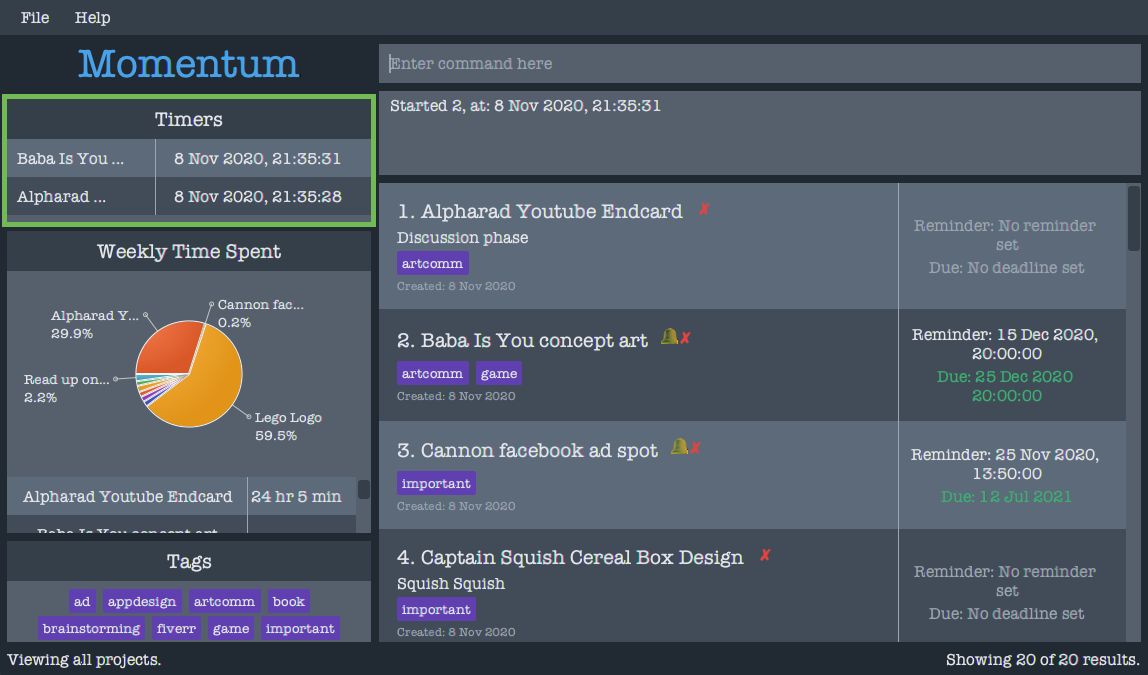 File Help
Momentum
Enter command here
Timers
Baba Is You ... 8 Nov 2020, 21:35:31
Alpharad ... 8 Nov 2020, 21:35:28
Started 2, at: 8 Nov 2020, 21:35:31
Weekly Time Spent
Cannon fac...
0.2%
Alpharad Y...
29.9%
Read up on...
2.2%
Lego Logo
59.5%
Alpharad Youtube Endcard 24 hr 5 min
Baba Is You concept art
Tags
ad appdesign artcomm book
brainstorming fiverr game important
1. Alpharad Youtube Endcard ✗
Discussion phase
artcomm
Created: 8 Nov 2020
Reminder: No reminder
set
Due: No deadline set
2. Baba Is You concept art ✗
artcomm game
Created: 8 Nov 2020
Reminder: 15 Dec 2020,
20:00:00
Due: 25 Dec 2020
20:00:00
3. Cannon facebook ad spot ✗
important
Created: 8 Nov 2020
Reminder: 25 Nov 2020,
13:50:00
Due: 12 Jul 2021
4. Captain Squish Cereal Box Design ✗
Squish Squish
important
Created: 8 Nov 2020
Reminder: No reminder
set
Due: No deadline set
Viewing all projects.
Showing 20 of 20 results.